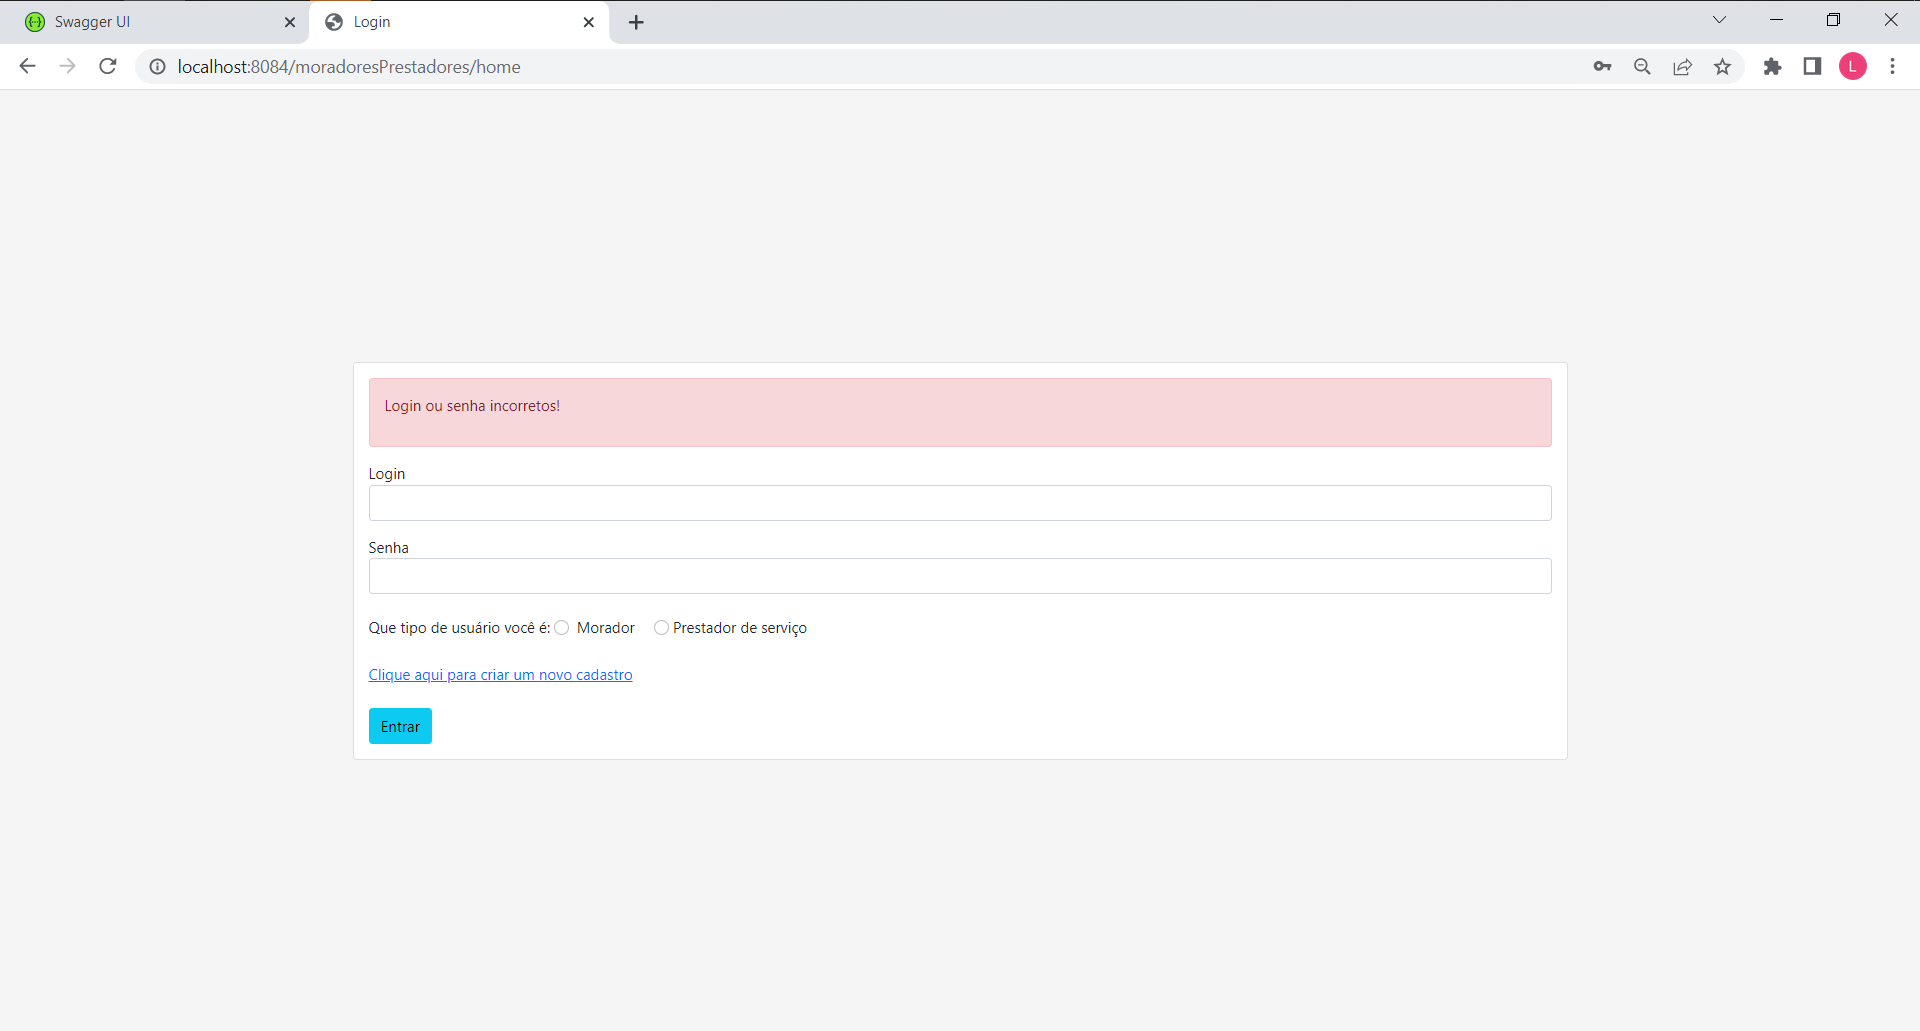 Swagger UI
Login
localhost:8084/moradoresPrestadores/home
L
Login ou senha incorretos!
Login
Senha
Que tipo de usuário você é: Morador Prestador de serviço
Clique aqui para criar um novo cadastro
Entrar